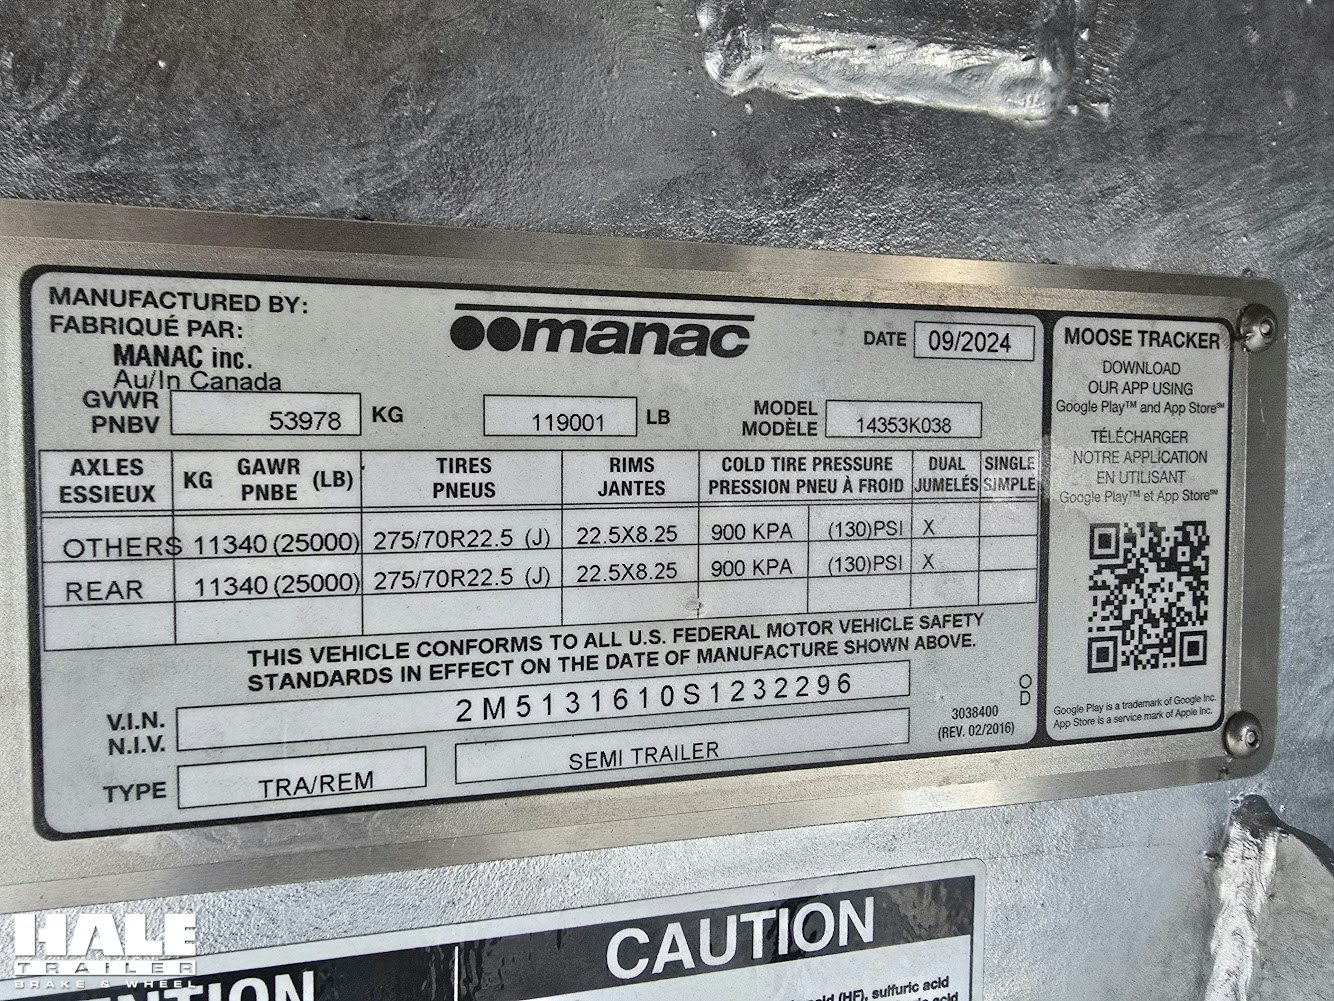 MANUFACTURED BY:
FABRIQUÉ PAR:
MANAC inc.
Au/In Canada
manac
DATE 09/2024
GVWR
PNBV 53978 KG 119001 LB
MODEL
MODÈLE 14353K038
AXLES
ESSIEUX
KG GAWR
PNBE (LB)
TIRES
PNEUS
RIMS
JANTES
COLD TIRE PRESSURE
PRESSION PNEU À FROID
DUAL
JUMELÉS
SINGLE
SIMPLE
OTHERS 11340 (25000) 275/70R22.5 (J) 22.5X8.25 900 KPA (130)PSI X
REAR 11340 (25000) 275/70R22.5 (J) 22.5X8.25 900 KPA (130)PSI X
THIS VEHICLE CONFORMS TO ALL U.S. FEDERAL MOTOR VEHICLE SAFETY
STANDARDS IN EFFECT ON THE DATE OF MANUFACTURE SHOWN ABOVE.
V.I.N.
N.I.V. 2M5131610S1232296
TYPE TRA/REM SEMI TRAILER
3038400
(REV. 02/2016)
O
D
MOOSE TRACKER
DOWNLOAD
OUR APP USING
Google Play™ and App Store℠
TÉLÉCHARGER
NOTRE APPLICATION
EN UTILISANT
Google Play™ et App Store℠
Google Play is a trademark of Google Inc.
App Store is a service mark of Apple Inc.
CAUTION
(HF), sulfuric acid
acid
HALE
TRAILER
BRAKE & WHEEL